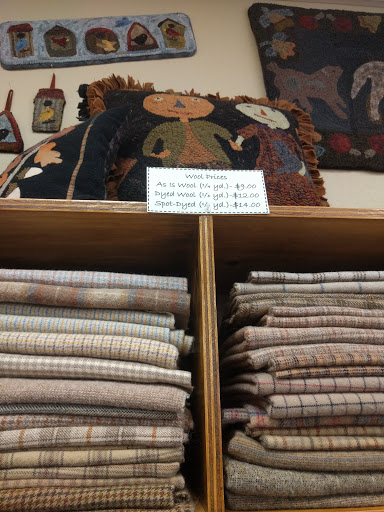 Wool Prices
As Is Wool (¼ yd.)-$9.00
Dyed Wool (¼ yd.)-$12.00
Spot-Dyed (¼ yd.)-$14.00